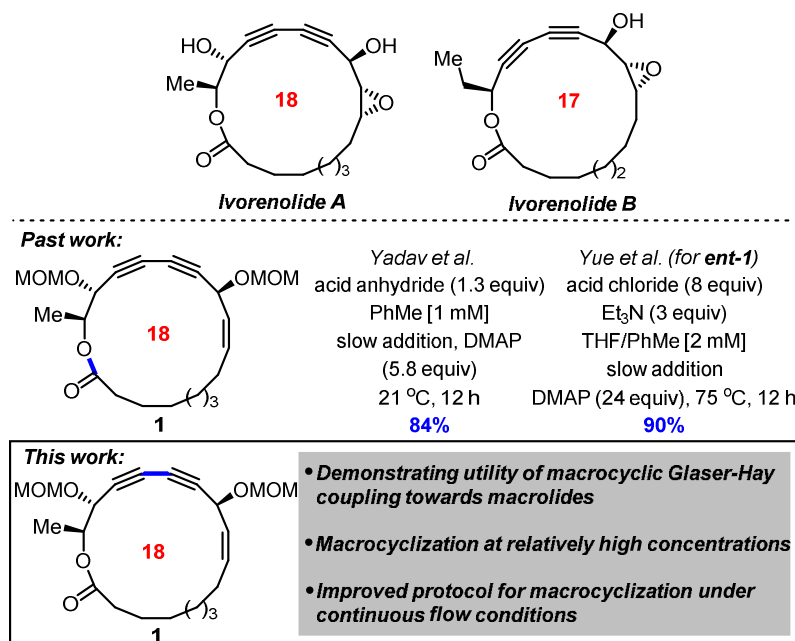 HO
OH
Me
18
O
O
O
( )3
Ivorenolide A
OH
Me
17
O
O
O
( )2
Ivorenolide B
Past work:
MOMO
OMOM
Me
18
O
O
( )3
1
Yadav et al.
acid anhydride (1.3 equiv)
PhMe [1 mM]
slow addition, DMAP
(5.8 equiv)
21 ºC, 12 h
84%
Yue et al. (for ent-1)
acid chloride (8 equiv)
Et3N (3 equiv)
THF/PhMe [2 mM]
slow addition
DMAP (24 equiv), 75 ºC, 12 h
90%
This work:
MOMO
OMOM
Me
18
O
O
( )3
1
• Demonstrating utility of macrocyclic Glaser-Hay
coupling towards macrolides
• Macrocyclization at relatively high concentrations
• Improved protocol for macrocyclization under
continuous flow conditions